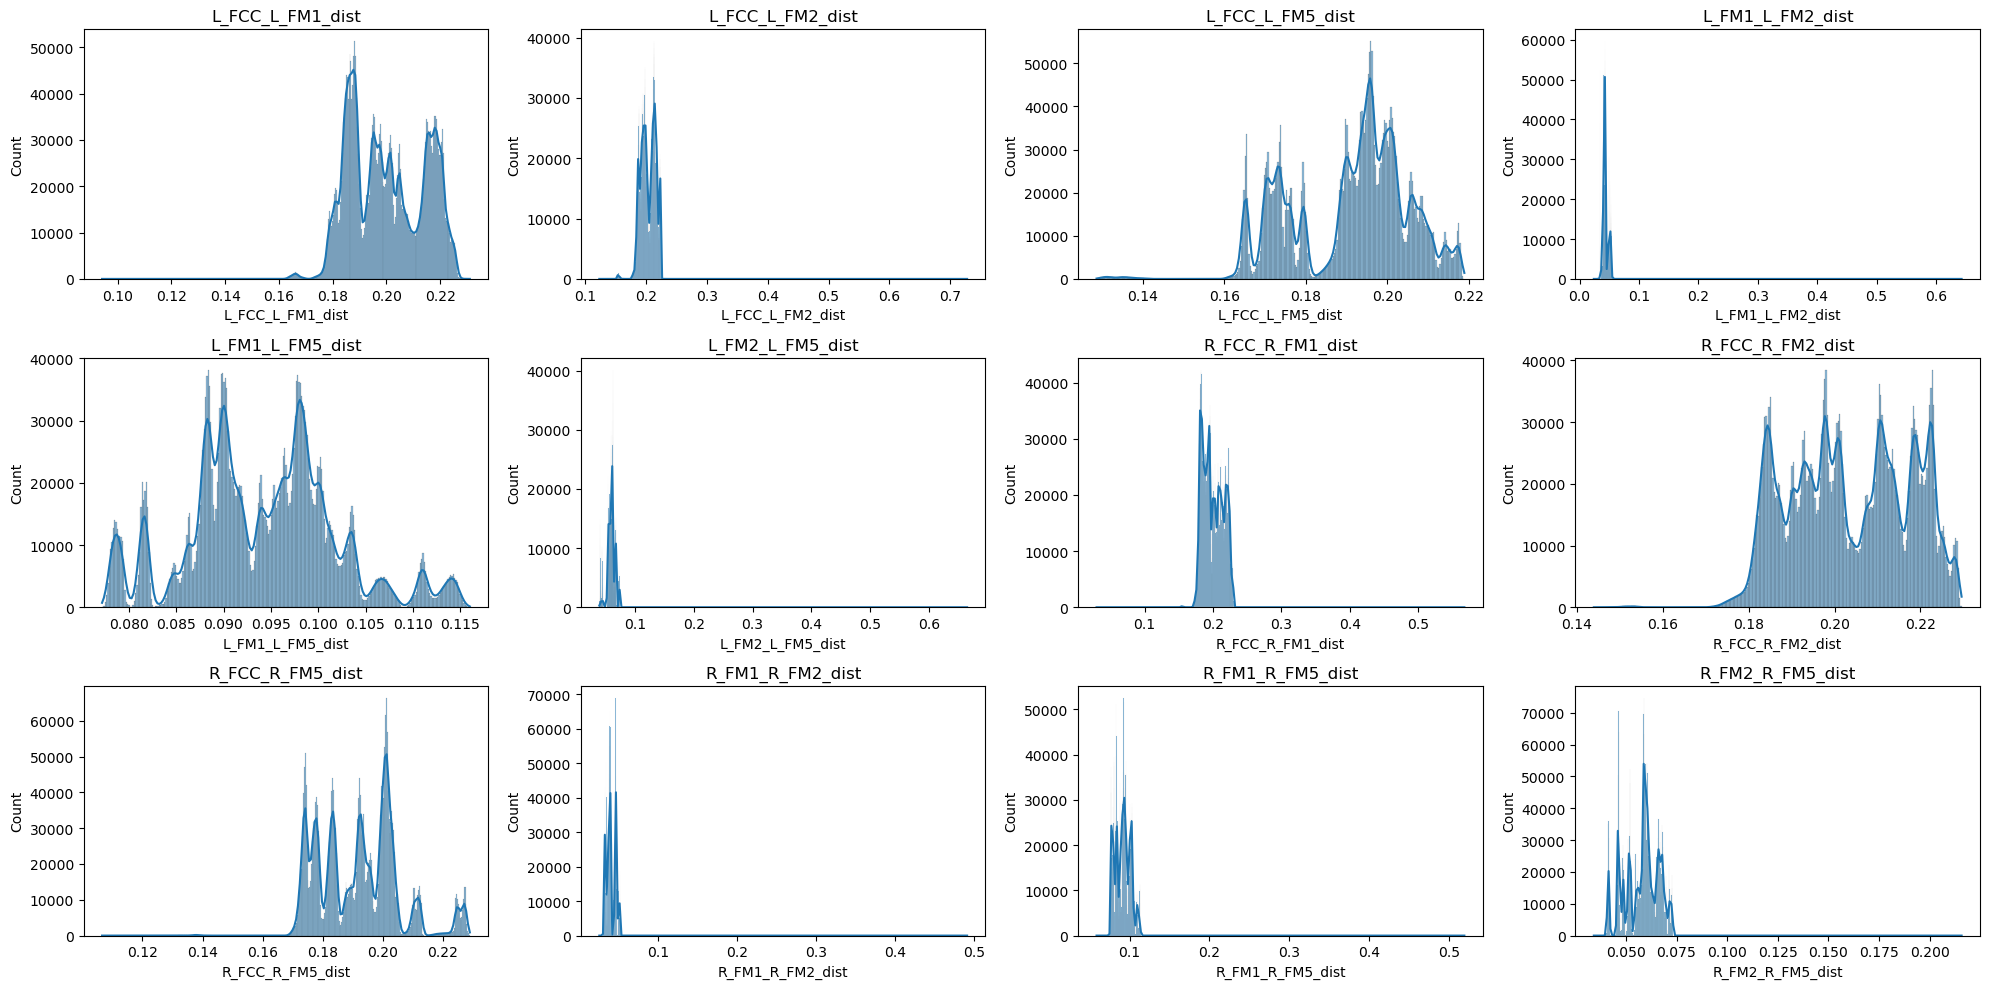 L_FCC_L_FM1_dist
L_FCC_L_FM2_dist
L_FCC_L_FM5_dist
L_FM1_L_FM2_dist
Count
50000
40000
30000
20000
10000
0
0.10 0.12 0.14 0.16 0.18 0.20 0.22
L_FCC_L_FM1_dist
Count
40000
30000
20000
10000
0
0.1 0.2 0.3 0.4 0.5 0.6 0.7
L_FCC_L_FM2_dist
Count
50000
40000
30000
20000
10000
0
0.14 0.16 0.18 0.20 0.22
L_FCC_L_FM5_dist
Count
60000
50000
40000
30000
20000
10000
0
0.0 0.1 0.2 0.3 0.4 0.5 0.6
L_FM1_L_FM2_dist
L_FM1_L_FM5_dist
L_FM2_L_FM5_dist
R_FCC_R_FM1_dist
R_FCC_R_FM2_dist
Count
40000
30000
20000
10000
0
0.080 0.085 0.090 0.095 0.100 0.105 0.110 0.115
L_FM1_L_FM5_dist
Count
40000
30000
20000
10000
0
0.1 0.2 0.3 0.4 0.5 0.6
L_FM2_L_FM5_dist
Count
40000
30000
20000
10000
0
0.1 0.2 0.3 0.4 0.5
R_FCC_R_FM1_dist
Count
40000
30000
20000
10000
0
0.14 0.16 0.18 0.20 0.22
R_FCC_R_FM2_dist
R_FCC_R_FM5_dist
R_FM1_R_FM2_dist
R_FM1_R_FM5_dist
R_FM2_R_FM5_dist
Count
60000
50000
40000
30000
20000
10000
0
0.12 0.14 0.16 0.18 0.20 0.22
R_FCC_R_FM5_dist
Count
70000
60000
50000
40000
30000
20000
10000
0
0.1 0.2 0.3 0.4 0.5
R_FM1_R_FM2_dist
Count
50000
40000
30000
20000
10000
0
0.1 0.2 0.3 0.4 0.5
R_FM1_R_FM5_dist
Count
70000
60000
50000
40000
30000
20000
10000
0
0.050 0.075 0.100 0.125 0.150 0.175 0.200
R_FM2_R_FM5_dist